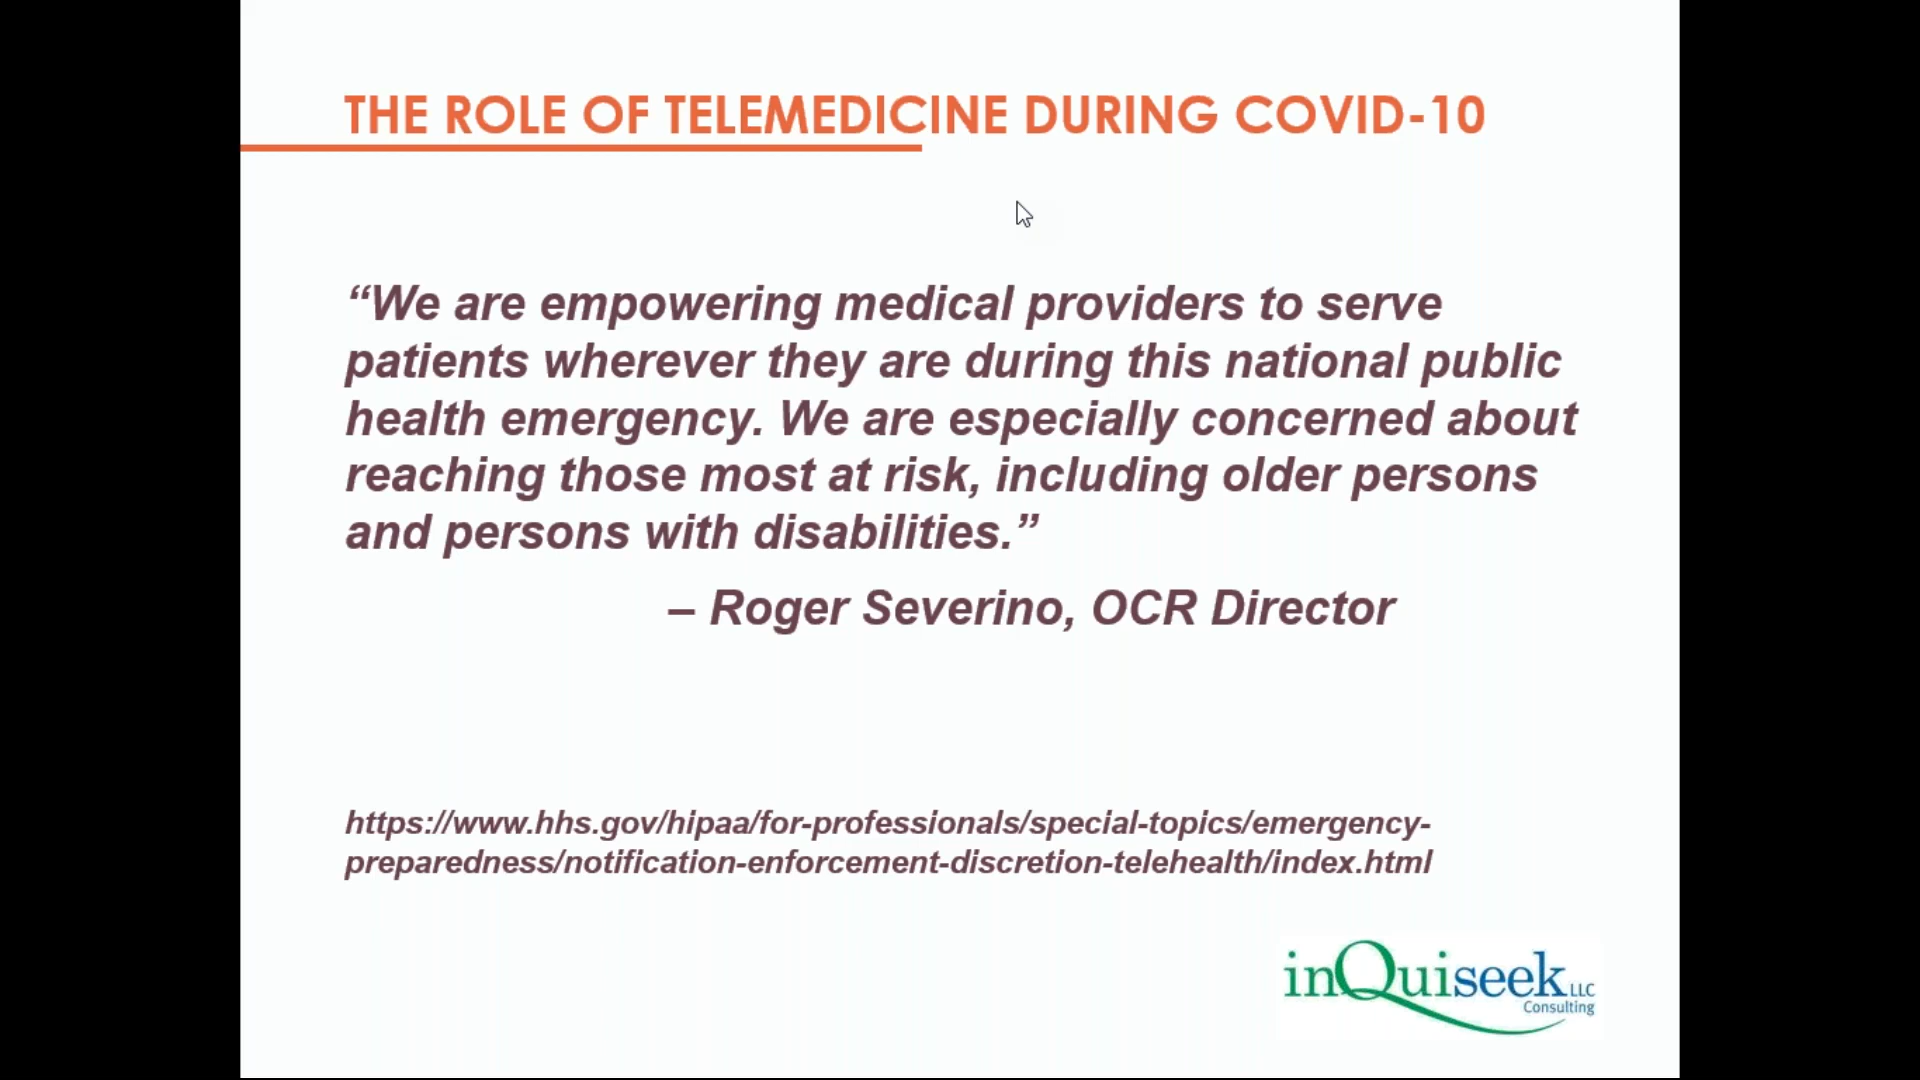 THE ROLE OF TELEMEDICINE DURING COVID-10
“We are empowering medical providers to serve
patients wherever they are during this national public
health emergency. We are especially concerned about
reaching those most at risk, including older persons
and persons with disabilities.”
– Roger Severino, OCR Director
https://www.hhs.gov/hipaa/for-professionals/special-topics/emergency-
preparedness/notification-enforcement-discretion-telehealth/index.html
inQuiseek LLC
Consulting